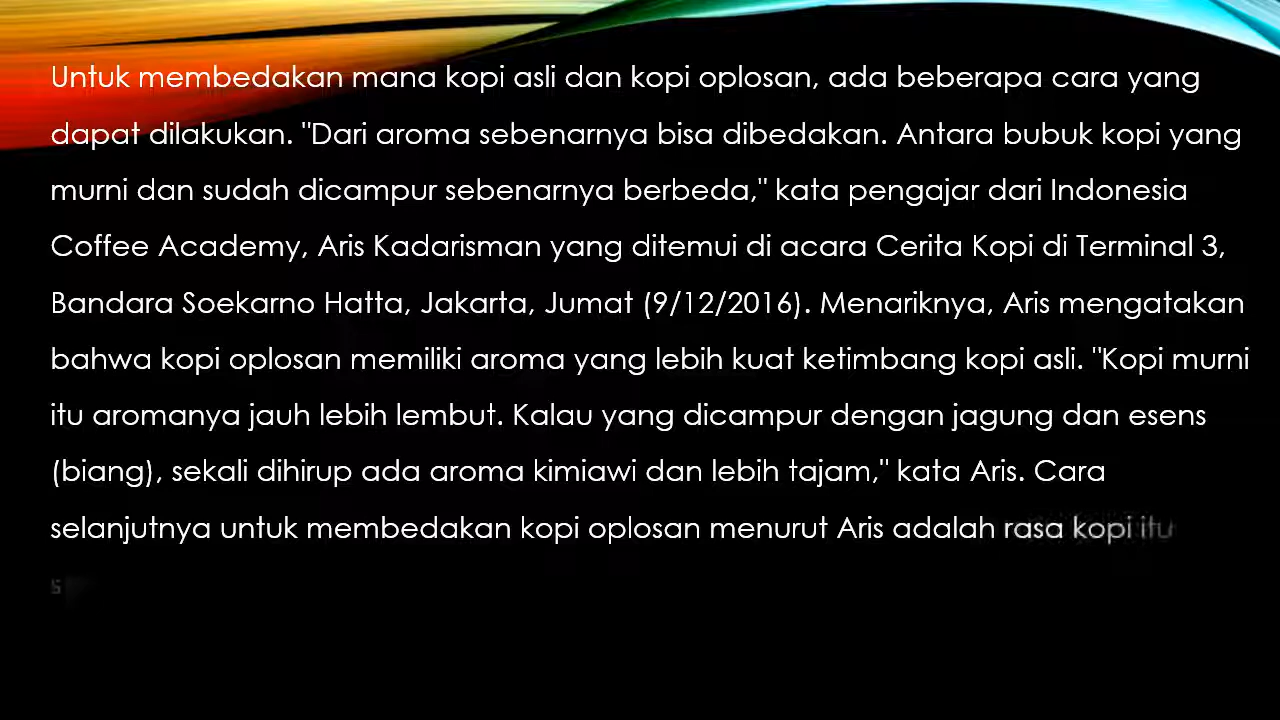 Untuk membedakan mana kopi asli dan kopi oplosan, ada beberapa cara yang
dapat dilakukan. "Dari aroma sebenarnya bisa dibedakan. Antara bubuk kopi yang
murni dan sudah dicampur sebenarnya berbeda," kata pengajar dari Indonesia
Coffee Academy, Aris Kadarisman yang ditemui di acara Cerita Kopi di Terminal 3,
Bandara Soekarno Hatta, Jakarta, Jumat (9/12/2016). Menariknya, Aris mengatakan
bahwa kopi oplosan memiliki aroma yang lebih kuat ketimbang kopi asli. "Kopi murni
itu aromanya jauh lebih lembut. Kalau yang dicampur dengan jagung dan esens
(biang), sekali dihirup ada aroma kimiawi dan lebih tajam," kata Aris. Cara
selanjutnya untuk membedakan kopi oplosan menurut Aris adalah rasa kopi itu